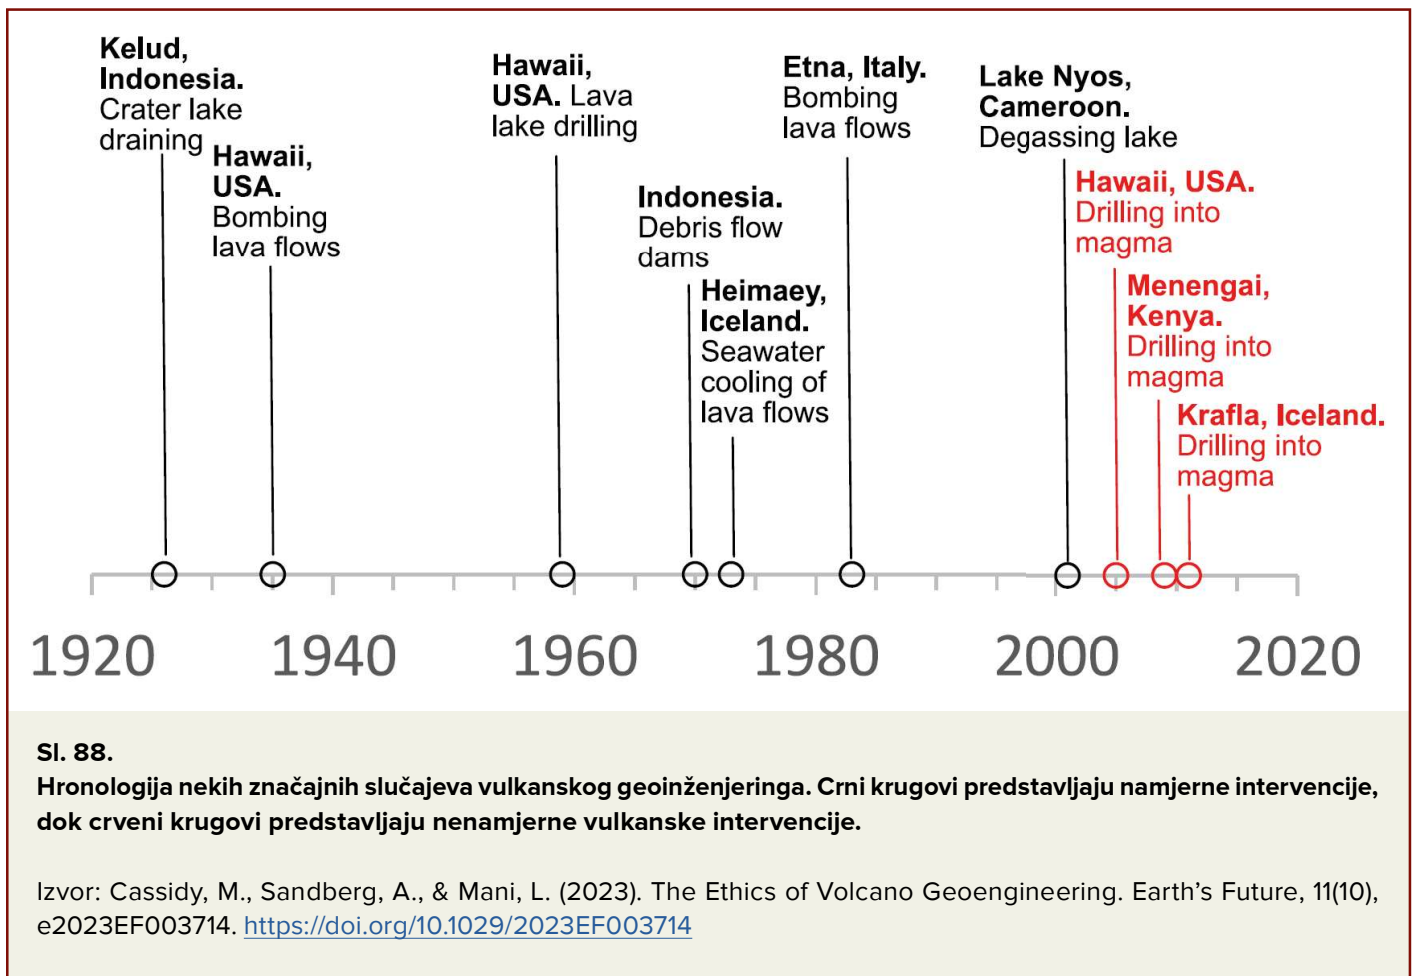 Kelud,
Indonesia.
Crater lake
draining
Hawaii,
USA.
Bombing
lava flows
Hawaii,
USA. Lava
lake drilling
Indonesia.
Debris flow
dams
Heimaey,
Iceland.
Seawater
cooling of
lava flows
Etna, Italy.
Bombing
lava flows
Lake Nyos,
Cameroon.
Degassing lake
Hawaii, USA.
Drilling into
magma
Menengai,
Kenya.
Drilling into
magma
Krafla, Iceland.
Drilling into
magma
1920 1940 1960 1980 2000 2020
Sl. 88.
Hronologija nekih značajnih slučajeva vulkanskog geoinženjeringa. Crni krugovi predstavljaju namjerne intervencije,
dok crveni krugovi predstavljaju nenamjerne vulkanske intervencije.
Izvor: Cassidy, M., Sandberg, A., & Mani, L. (2023). The Ethics of Volcano Geoengineering. Earth’s Future, 11(10),
e2023EF003714. https://doi.org/10.1029/2023EF003714